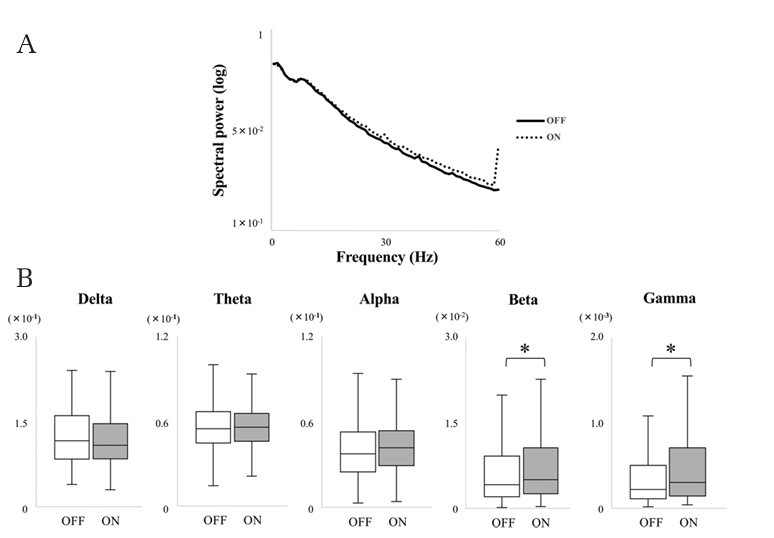 A
1
Spectral power (log)
5×10⁻²
1×10⁻¹
0 30 60
Frequency (Hz)
OFF
ON
B
Delta Theta Alpha Beta Gamma
(×10⁻¹) (×10⁻¹) (×10⁻¹) (×10⁻²) (×10⁻³)
3.0 1.2 1.2 3.0 2.0
* *
1.5 0.6 0.6 1.5 1.0
0 0 0 0 0
OFF ON OFF ON OFF ON OFF ON OFF ON